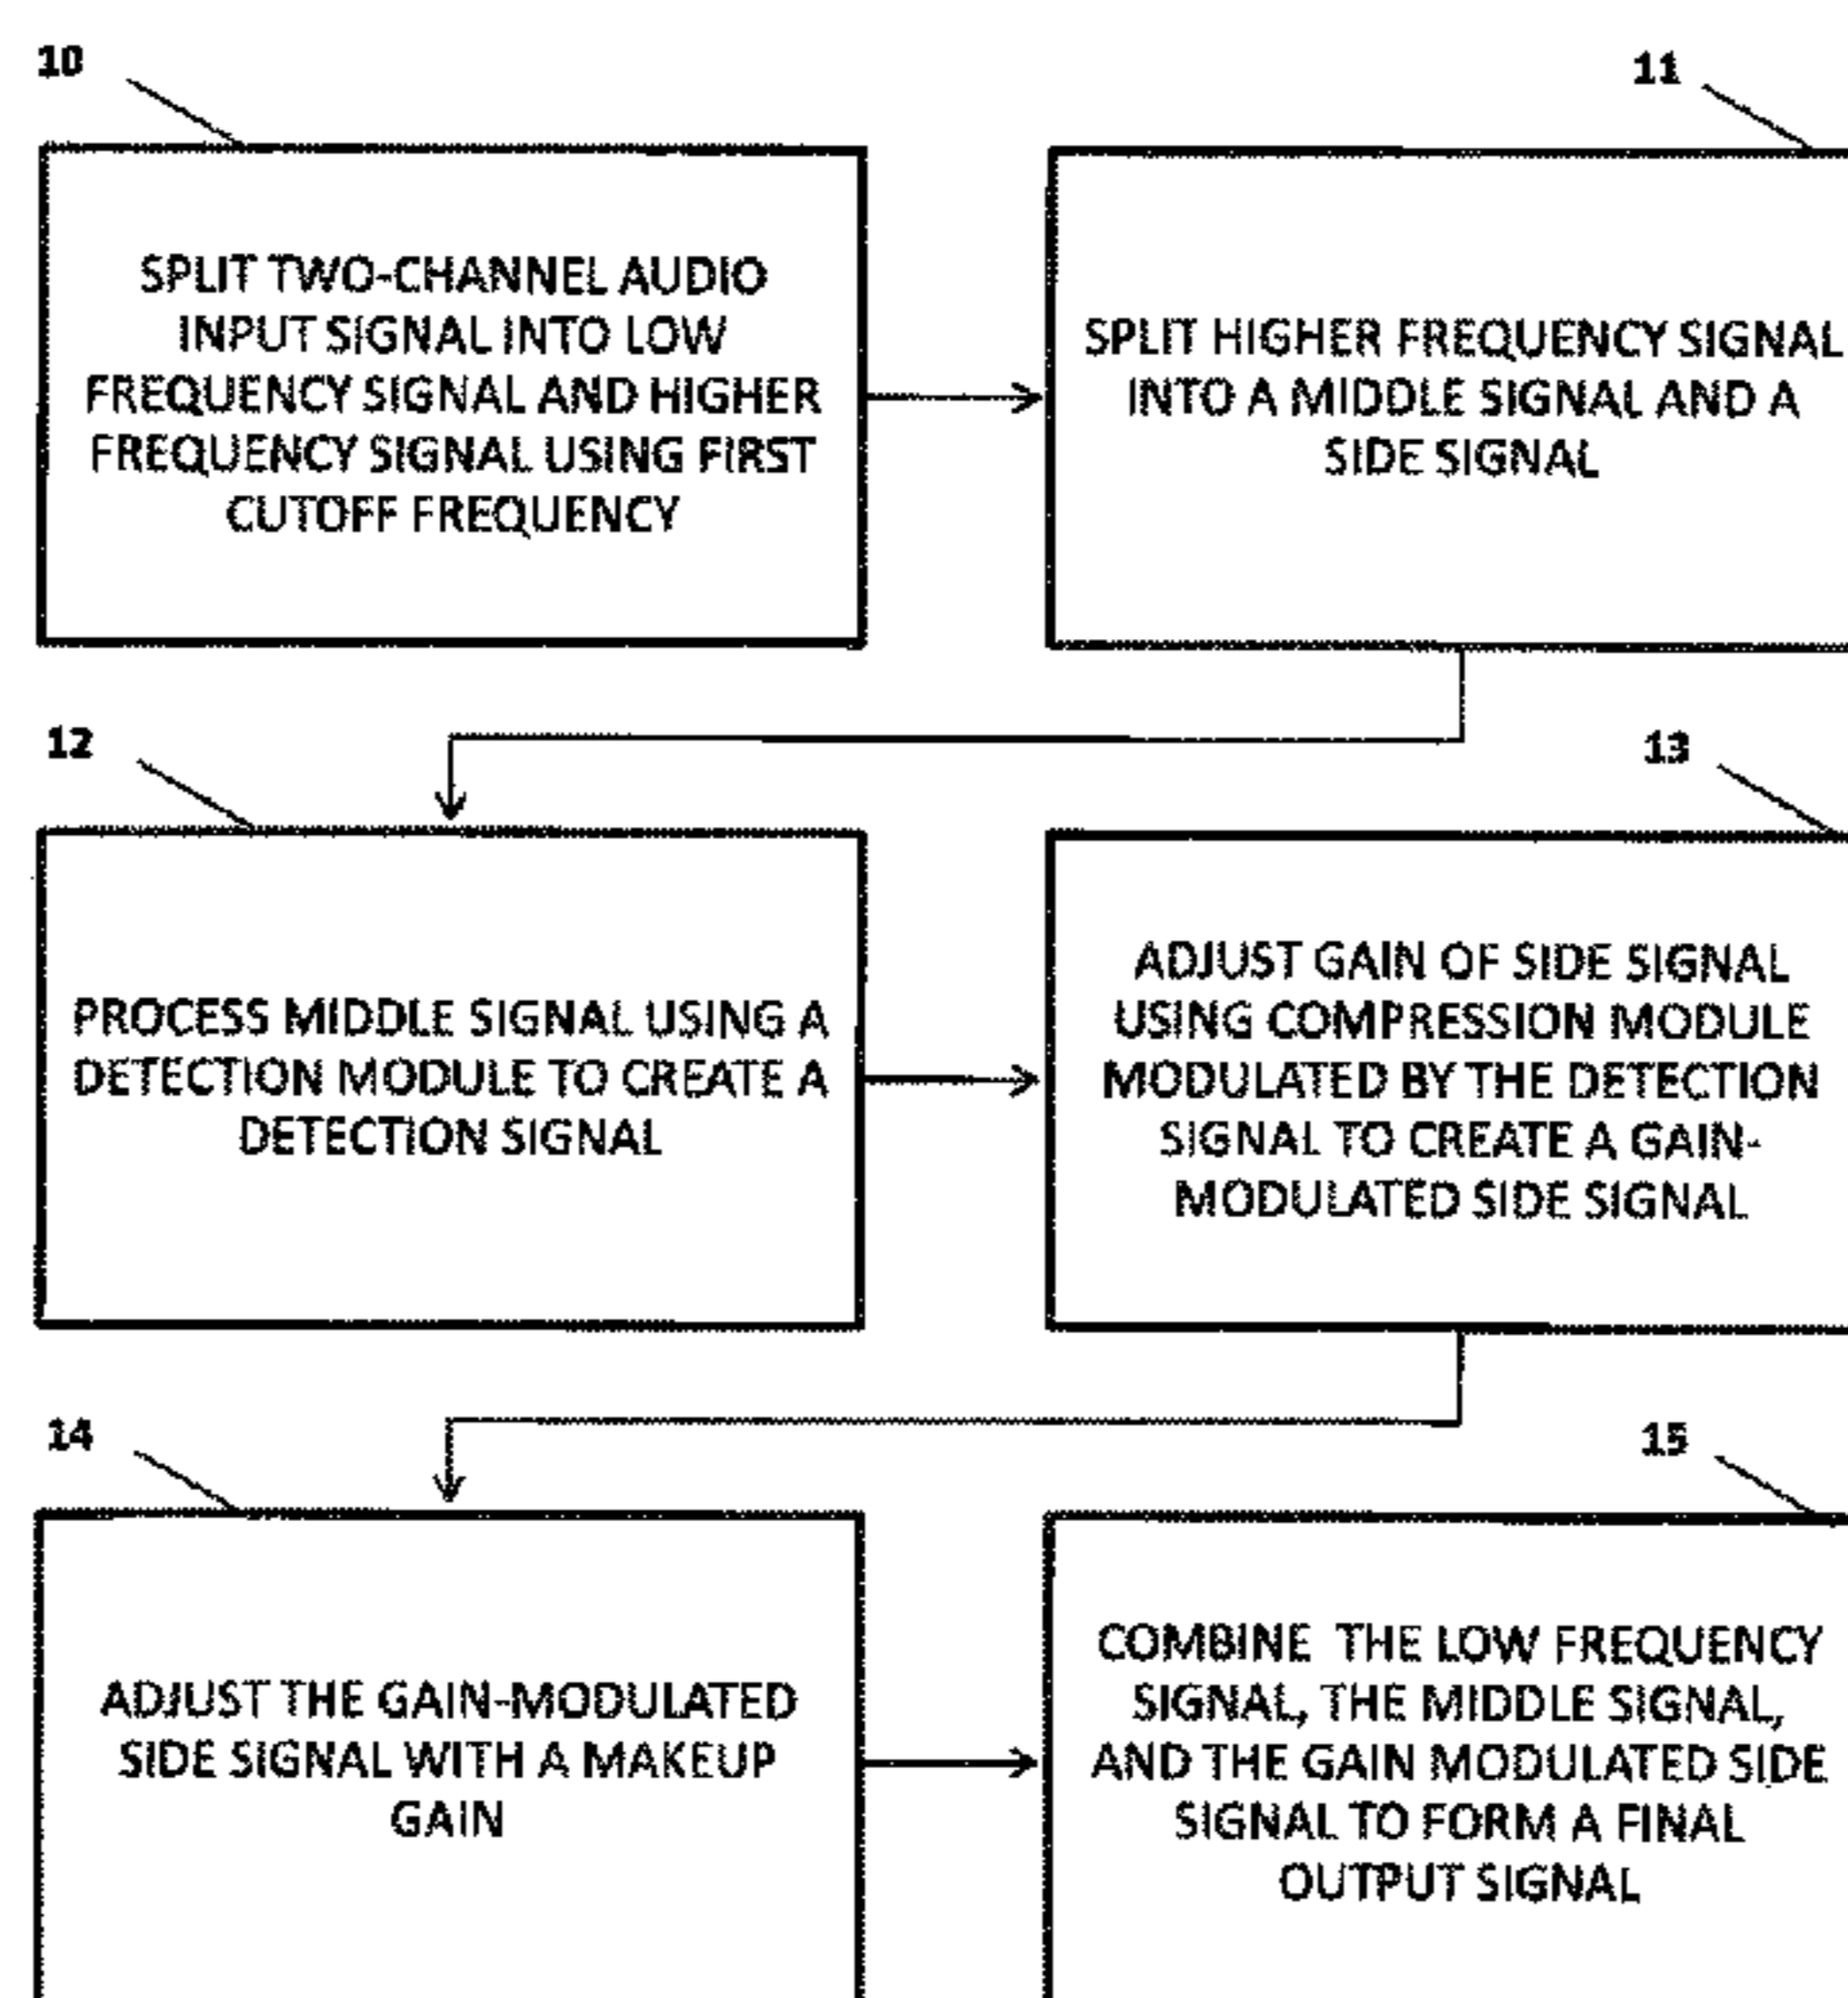 10
11
SPLIT TWO-CHANNEL AUDIO
INPUT SIGNAL INTO LOW
FREQUENCY SIGNAL AND HIGHER
FREQUENCY SIGNAL USING FIRST
CUTOFF FREQUENCY
SPLIT HIGHER FREQUENCY SIGNAL
INTO A MIDDLE SIGNAL AND A
SIDE SIGNAL
12
13
PROCESS MIDDLE SIGNAL USING A
DETECTION MODULE TO CREATE A
DETECTION SIGNAL
ADJUST GAIN OF SIDE SIGNAL
USING COMPRESSION MODULE
MODULATED BY THE DETECTION
SIGNAL TO CREATE A GAIN-
MODULATED SIDE SIGNAL
14
15
ADJUST THE GAIN-MODULATED
SIDE SIGNAL WITH A MAKEUP
GAIN
COMBINE THE LOW FREQUENCY
SIGNAL, THE MIDDLE SIGNAL,
AND THE GAIN MODULATED SIDE
SIGNAL TO FORM A FINAL
OUTPUT SIGNAL